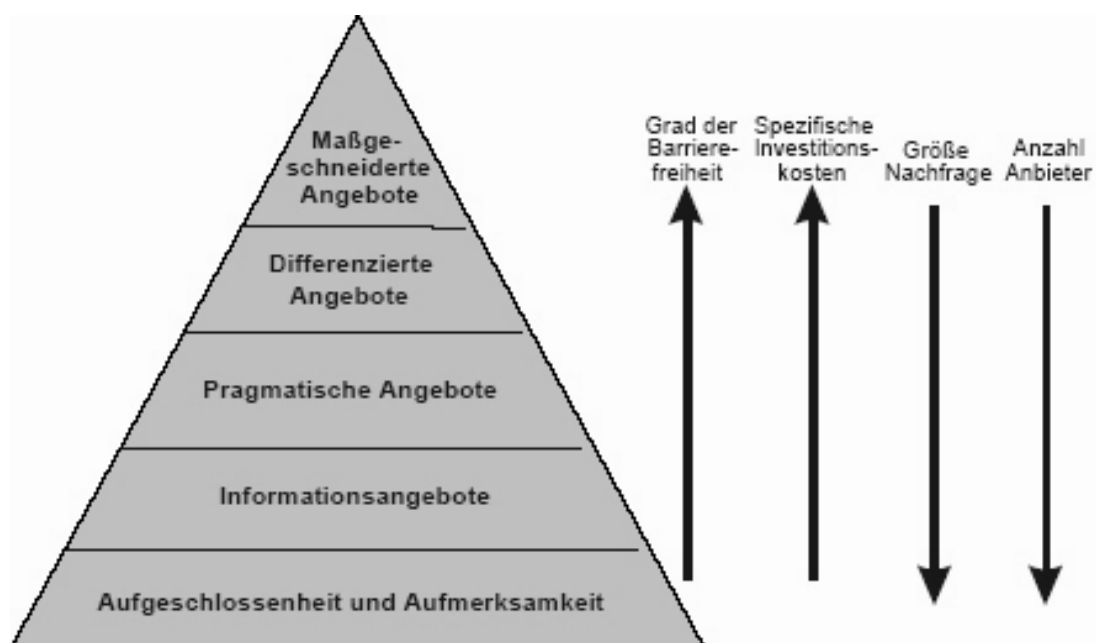 Maßge-
schneiderte
Angebote
Differenzierte
Angebote
Pragmatische Angebote
Informationsangebote
Aufgeschlossenheit und Aufmerksamkeit
Grad der
Barriere-
freiheit
Spezifische
Investitions-
kosten
Größe
Nachfrage
Anzahl
Anbieter